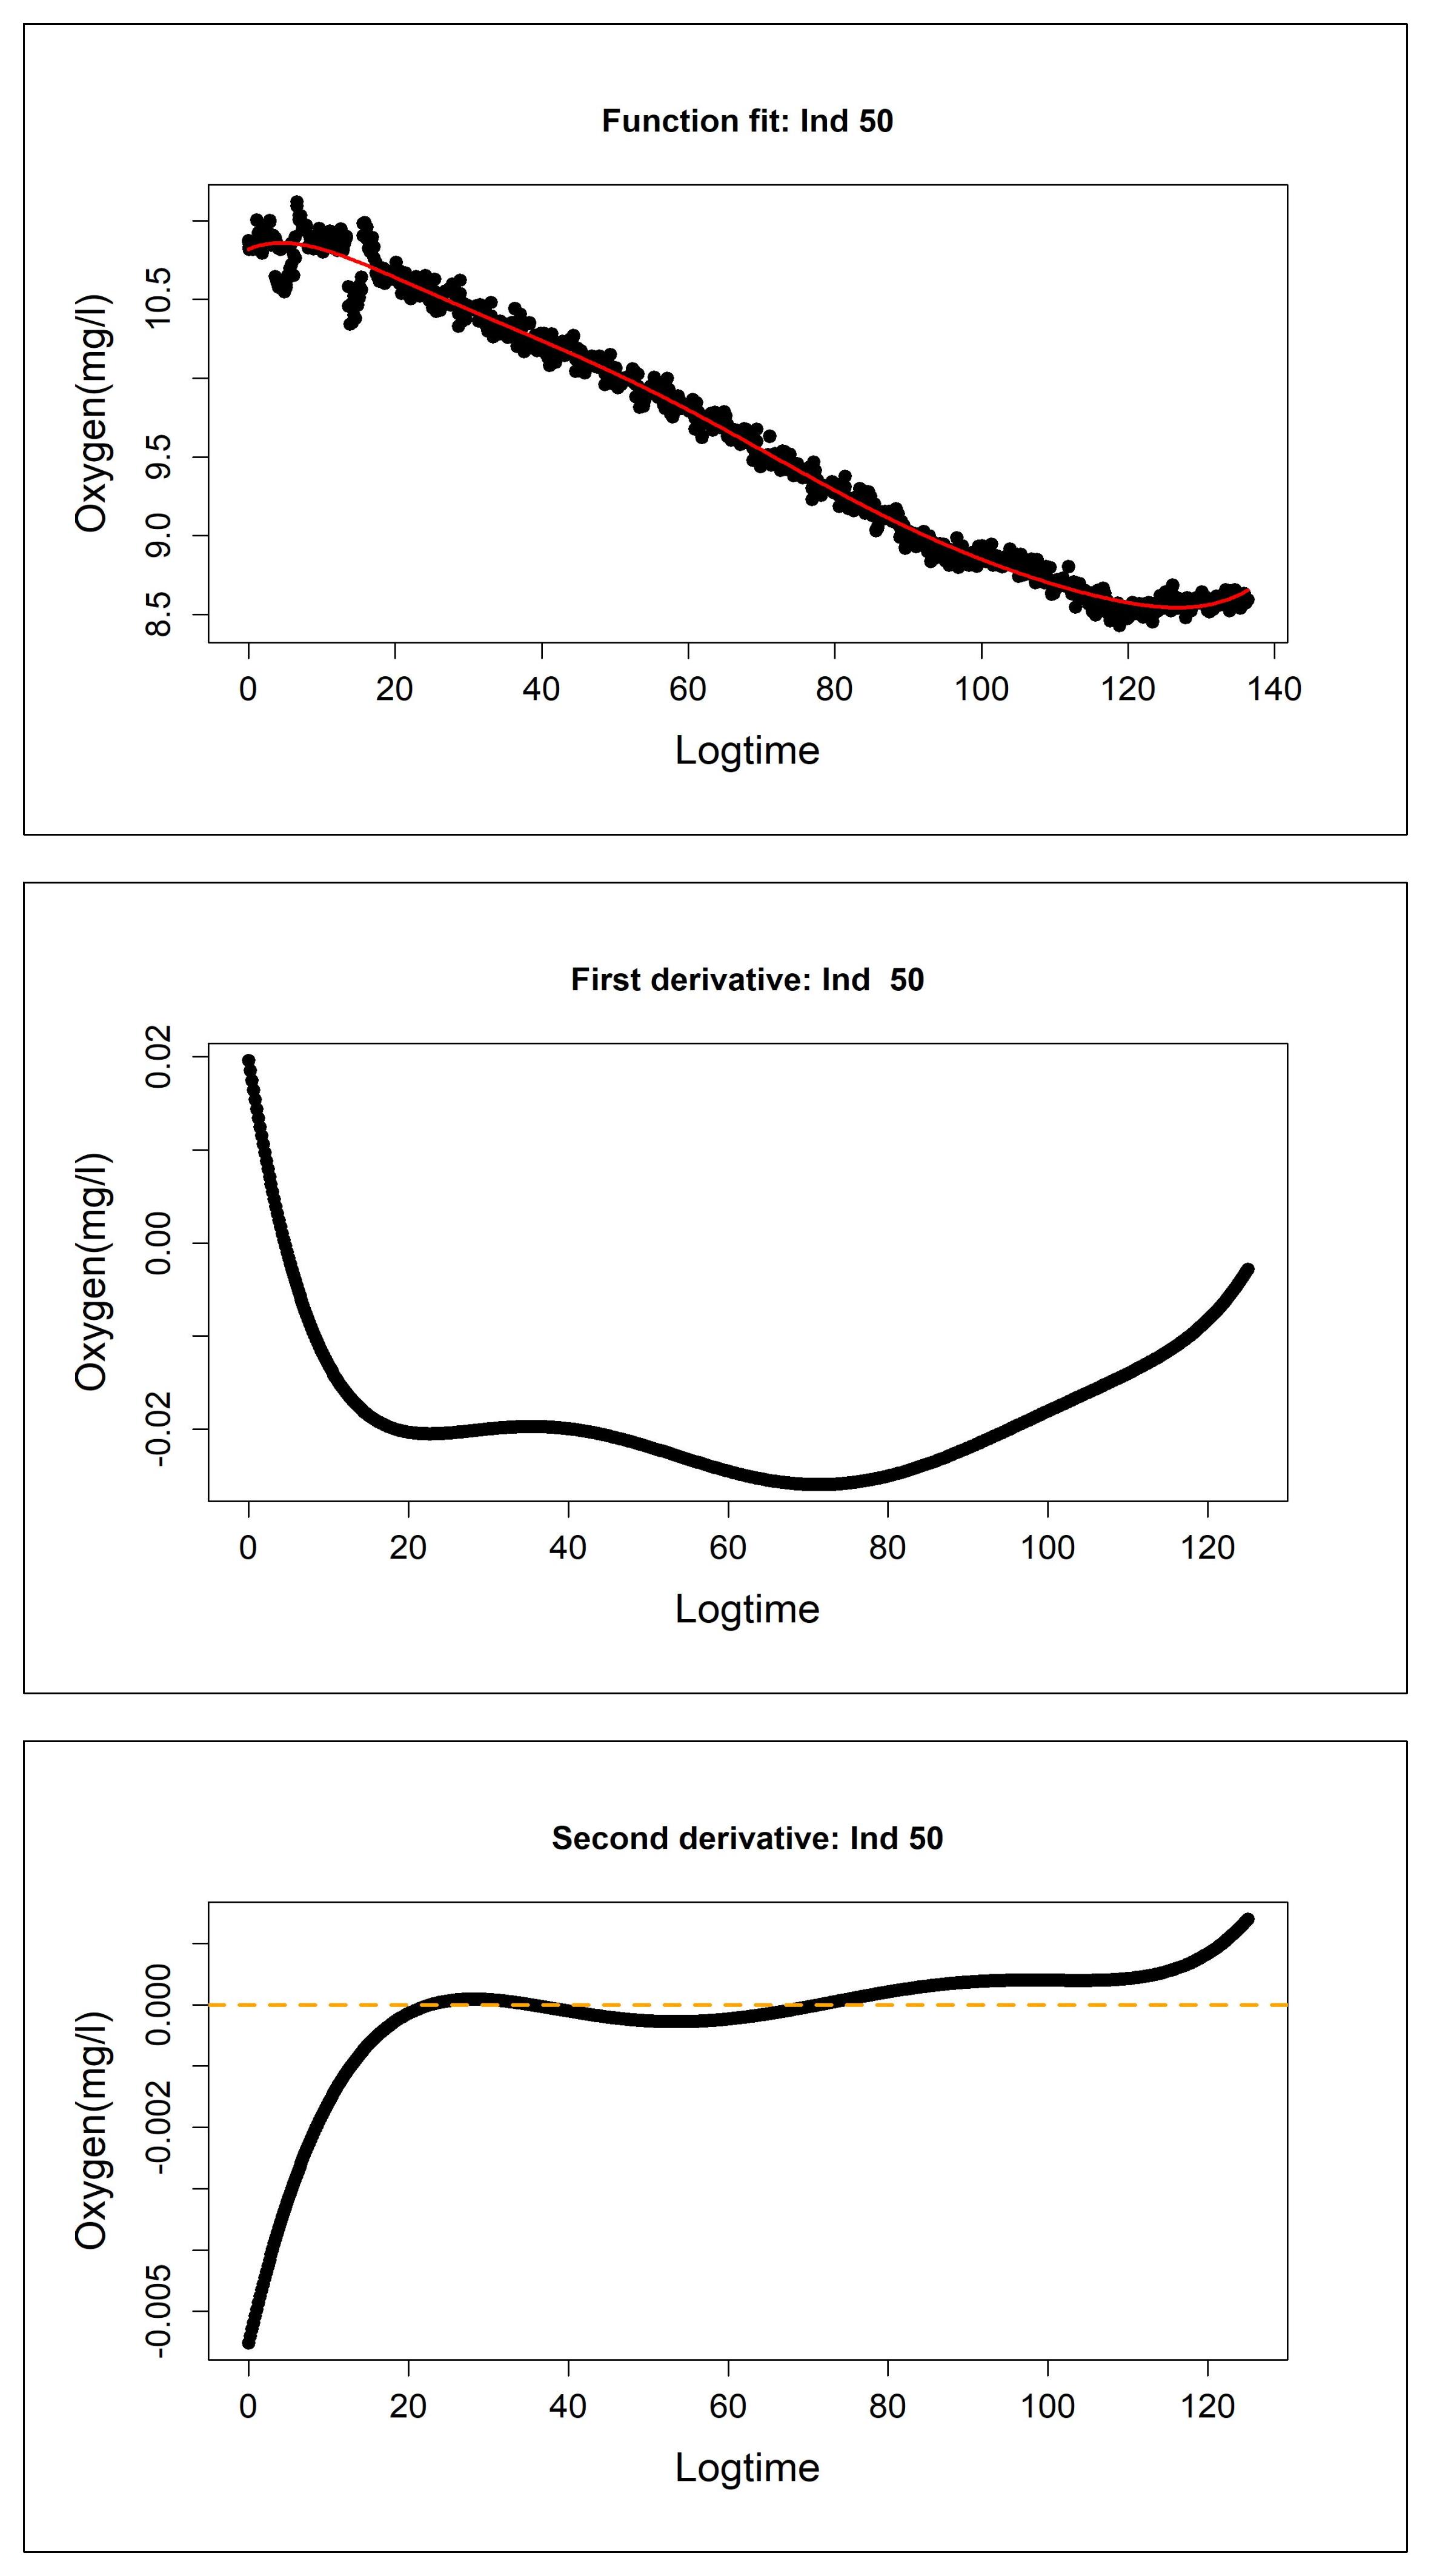 Function fit: Ind 50
Oxygen(mg/l)
10.5
9.5
9.0
8.5
0 20 40 60 80 100 120 140
Logtime
First derivative: Ind  50
Oxygen(mg/l)
0.02
0.00
-0.02
0 20 40 60 80 100 120
Logtime
Second derivative: Ind 50
Oxygen(mg/l)
0.000
-0.002
-0.005
0 20 40 60 80 100 120
Logtime